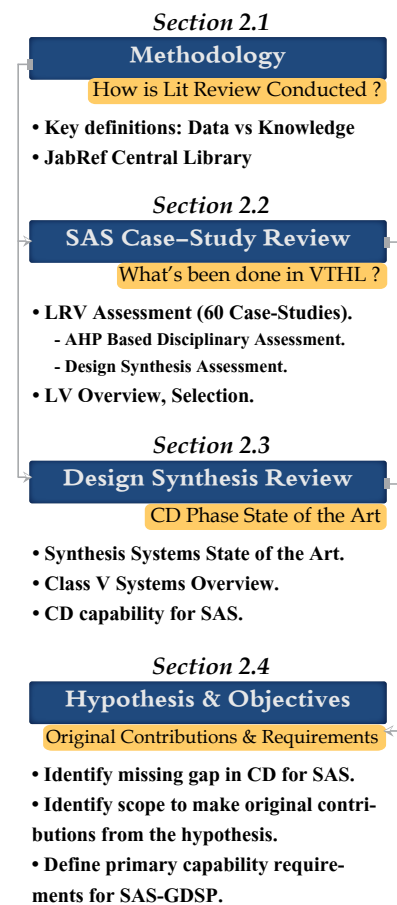 Section 2.1
Methodology
How is Lit Review Conducted ?
• Key definitions: Data vs Knowledge
• JabRef Central Library
Section 2.2
SAS Case-Study Review
What's been done in VTHL ?
• LRV Assessment (60 Case-Studies).
- AHP Based Disciplinary Assessment.
- Design Synthesis Assessment.
• LV Overview, Selection.
Section 2.3
Design Synthesis Review
CD Phase State of the Art
• Synthesis Systems State of the Art.
• Class V Systems Overview.
• CD capability for SAS.
Section 2.4
Hypothesis & Objectives
Original Contributions & Requirements
• Identify missing gap in CD for SAS.
• Identify scope to make original contri-
butions from the hypothesis.
• Define primary capability require-
ments for SAS-GDSP.